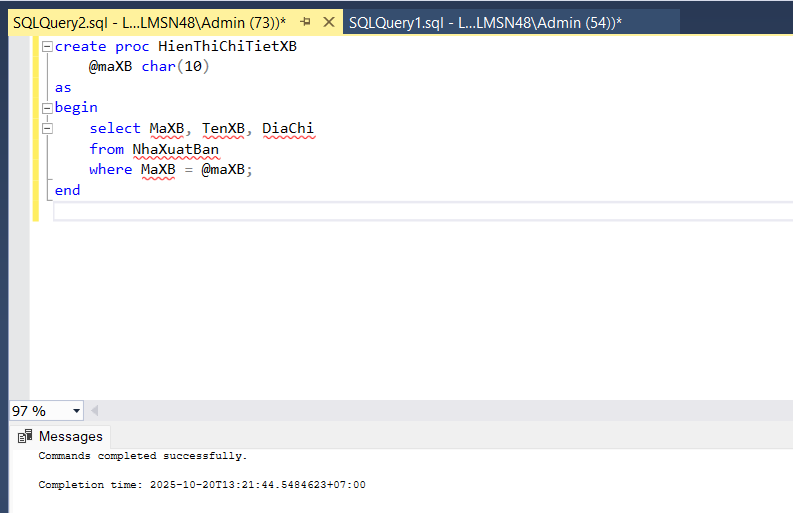 SQLQuery2.sql - L...LMSN48\Admin (73))* SQLQuery1.sql - L...LMSN48\Admin (54))*
create proc HienThiChiTietXB
@maXB char(10)
as
begin
select MaXB, TenXB, DiaChi
from NhaXuatBan
where MaXB = @maXB;
end
97 %
Messages
Commands completed successfully.
Completion time: 2025-10-20T13:21:44.5484623+07:00